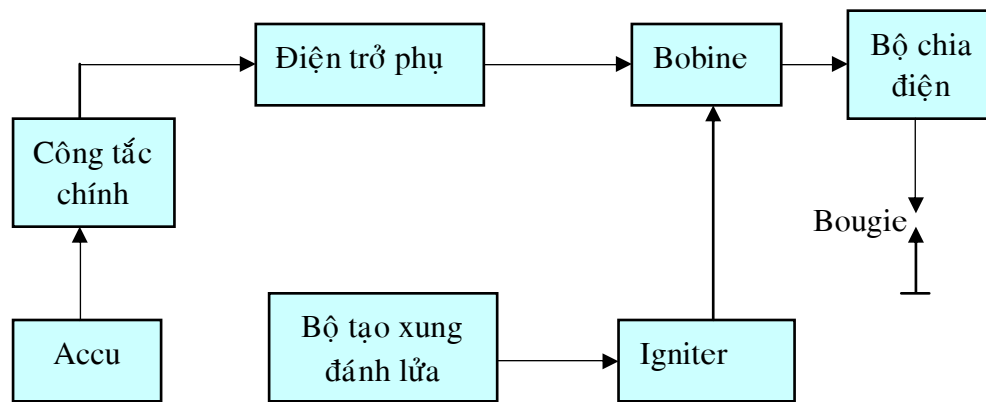 Điện trở phụ
Bobine
Bộ chia
điện
Công tắc
chính
Bougie
Accu
Bộ tạo xung
đánh lửa
Igniter